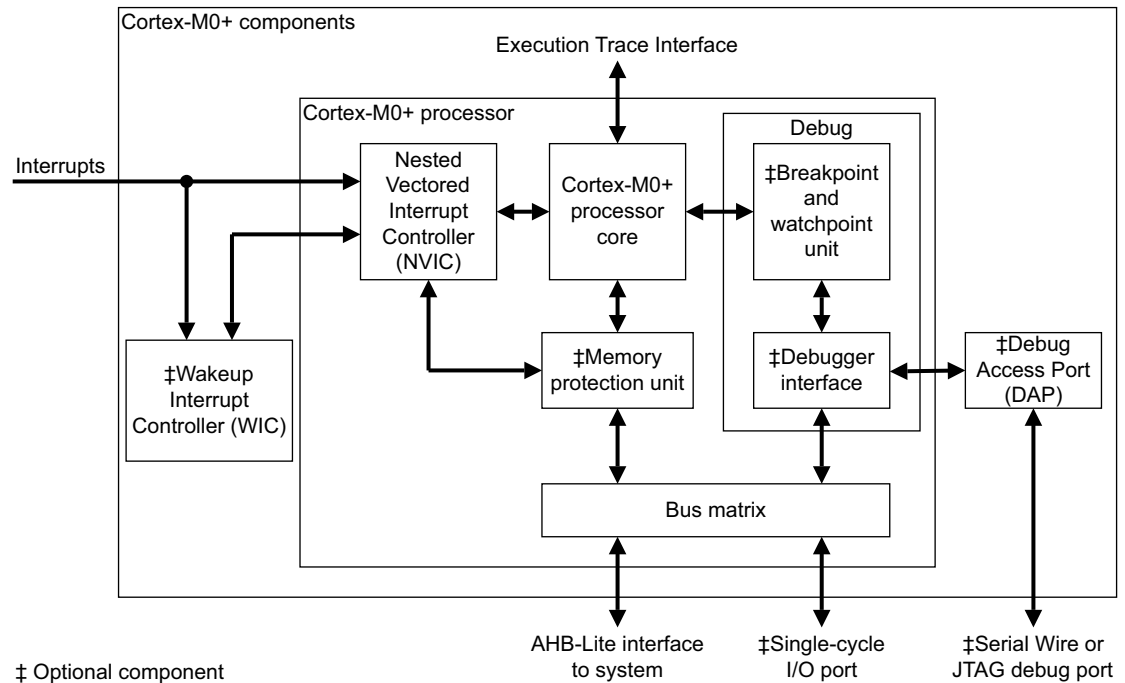 Cortex-M0+ components
Execution Trace Interface
Cortex-M0+ processor
Debug
Interrupts
Nested
Vectored
Interrupt
Controller
(NVIC)
Cortex-M0+
processor
core
‡Breakpoint
and
watchpoint
unit
‡Wakeup
Interrupt
Controller (WIC)
‡Memory
protection unit
‡Debugger
interface
‡Debug
Access Port
(DAP)
Bus matrix
AHB-Lite interface
to system
‡Single-cycle
I/O port
‡Serial Wire or
JTAG debug port
‡ Optional component